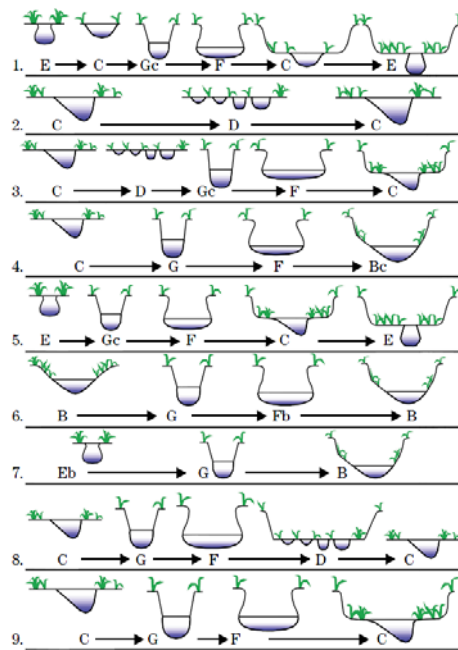 1. E C Gc F C E
2. C D C
3. C D Gc F C
4. C G F Bc
5. E Gc F C E
6. B G Fb B
7. Eb G B
8. C G F D C
9. C G F C